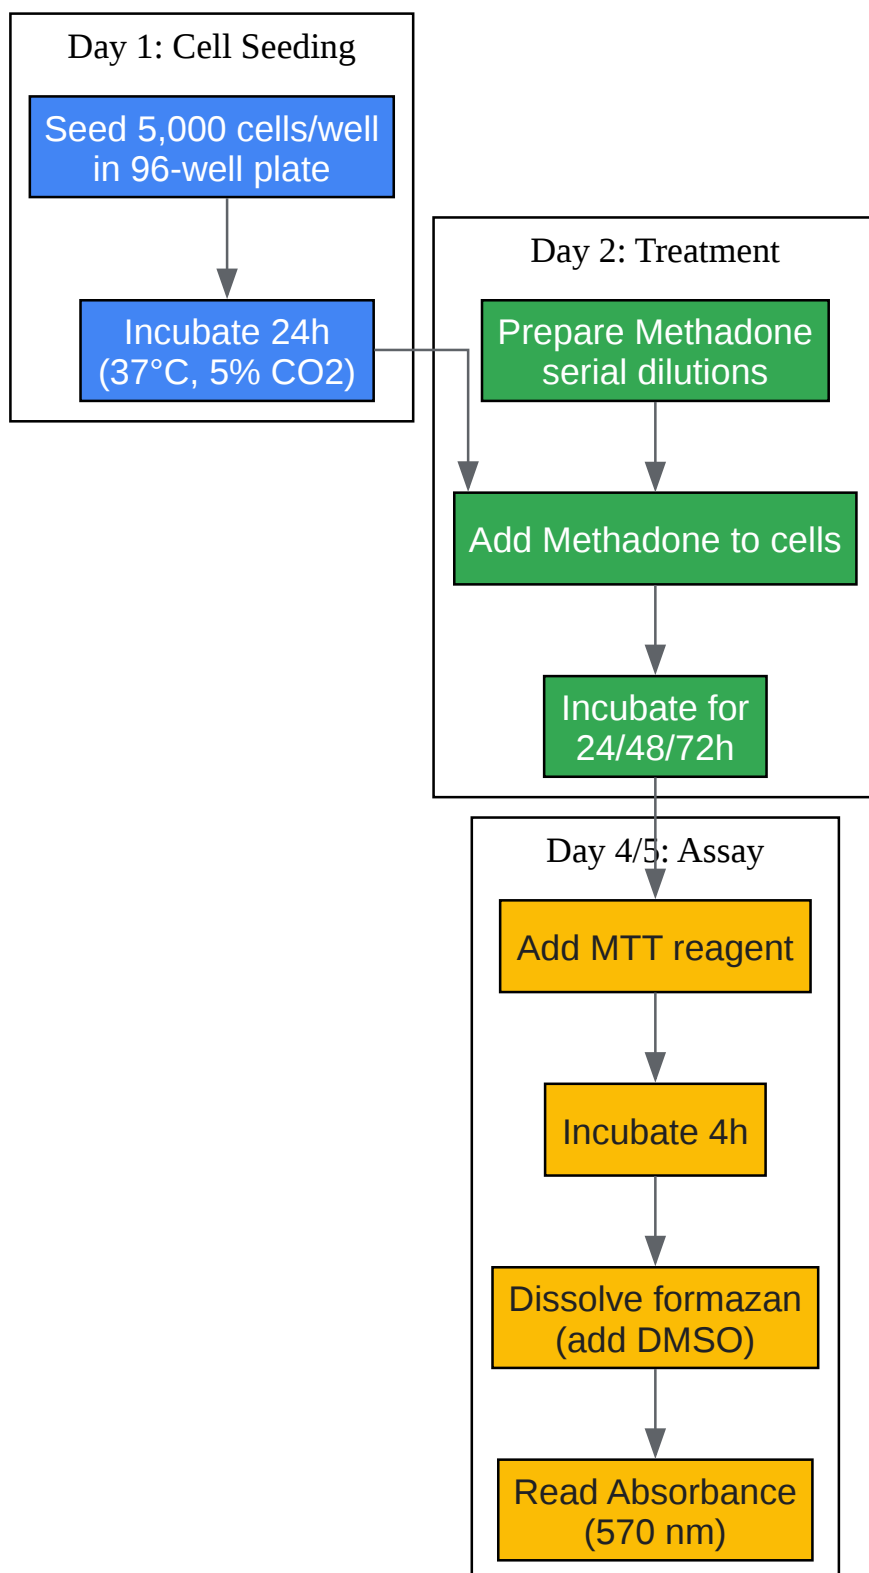 Day 1: Cell Seeding
Seed 5,000 cells/well
in 96-well plate
Incubate 24h
(37°C, 5% CO2)
Day 2: Treatment
Prepare Methadone
serial dilutions
Add Methadone to cells
Incubate for
24/48/72h
Day 4/5: Assay
Add MTT reagent
Incubate 4h
Dissolve formazan
(add DMSO)
Read Absorbance
(570 nm)